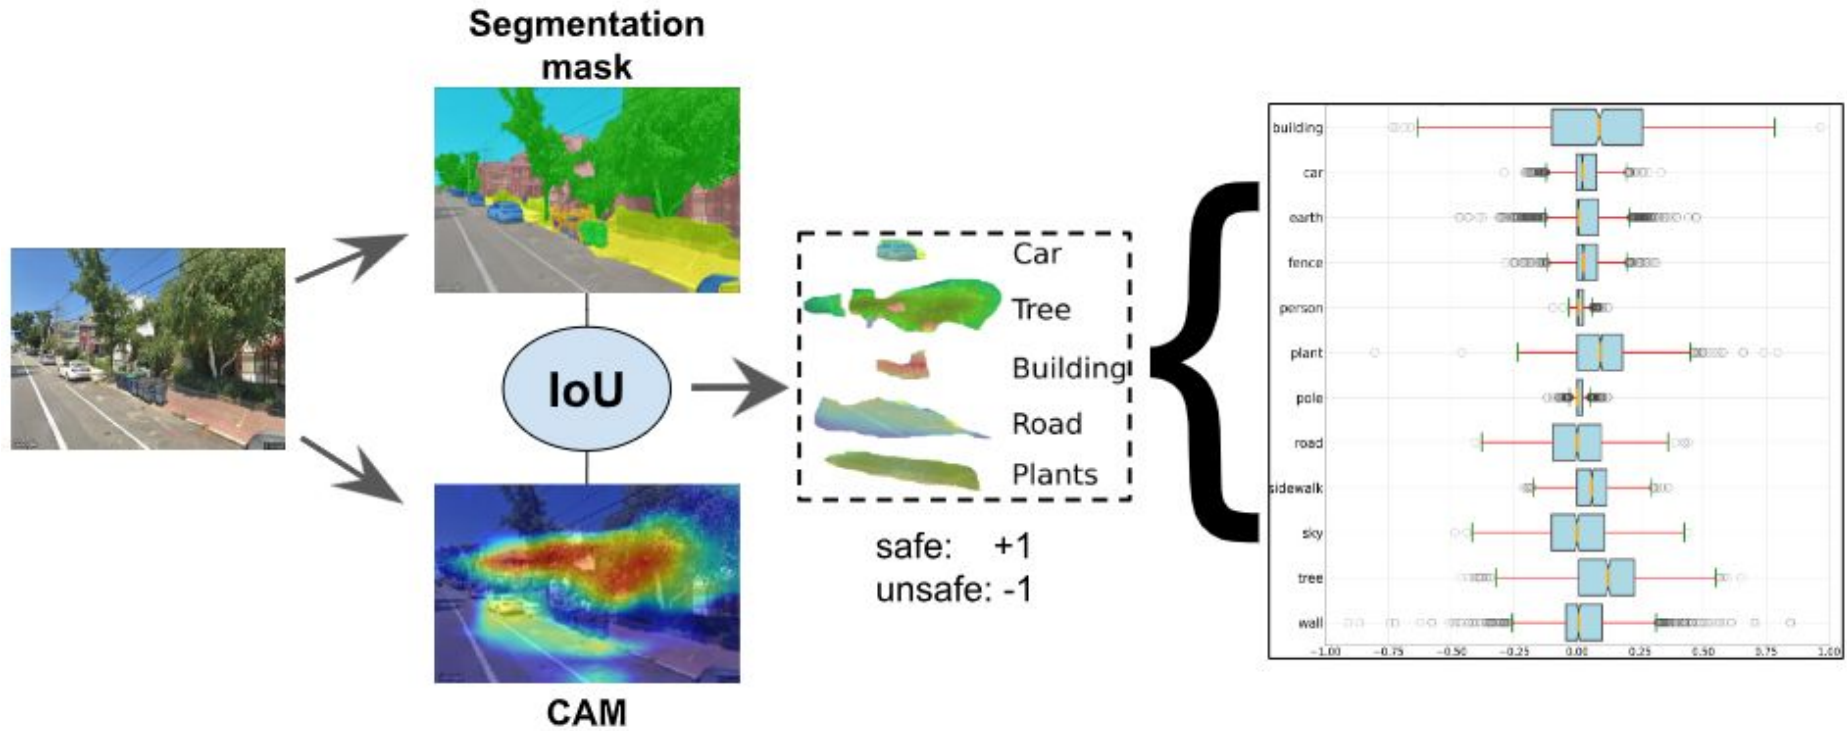 Segmentation
mask
IoU
CAM
Car
Tree
Building
Road
Plants
safe: +1
unsafe: -1
building
car
earth
fence
person
plant
pole
road
sidewalk
sky
tree
wall
-1.00 -0.75 -0.50 -0.25 0.00 0.25 0.50 0.75 1.00